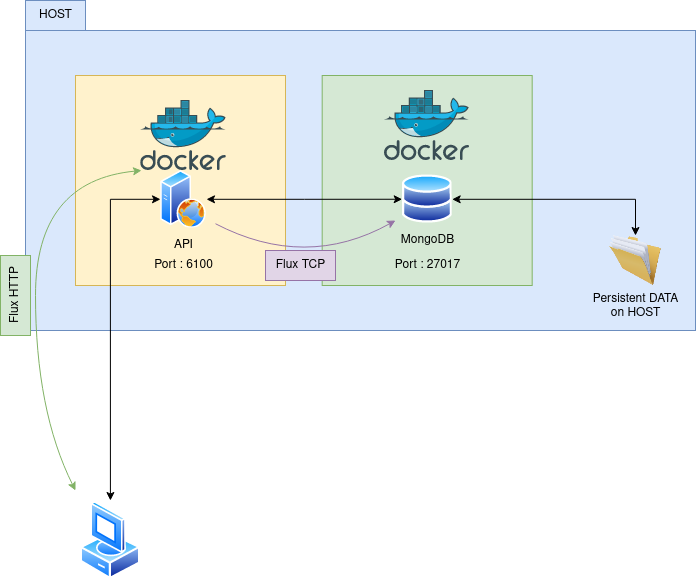 HOST
docker
docker
API
Port : 6100
MongoDB
Port : 27017
Flux TCP
Flux HTTP
Persistent DATA
on HOST